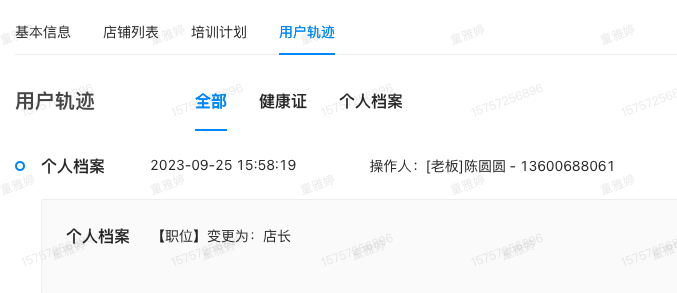 基本信息 店铺列表 培训计划 用户轨迹
用户轨迹 全部 健康证 个人档案
个人档案 2023-09-25 15:58:19 操作人：[老板]陈圆圆 - 13600688061
个人档案 【职位】变更为：店长
童雅婷
15757256896